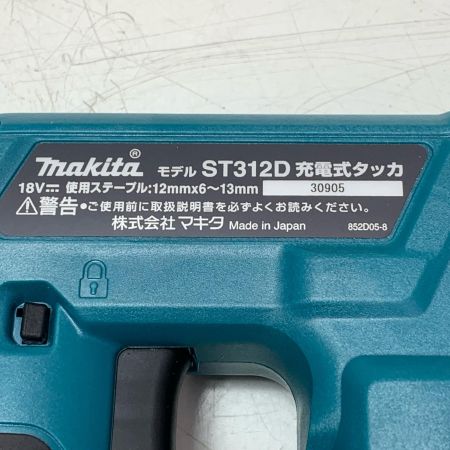 makita® モデル ST312D 充電式タッカ
18V⎓ 使用ステープル:12mmx6～13mm 30905
⚠警告・ご使用前に取扱説明書を必ずよくお読みください。
株式会社マキタ Made in Japan 852D05-8